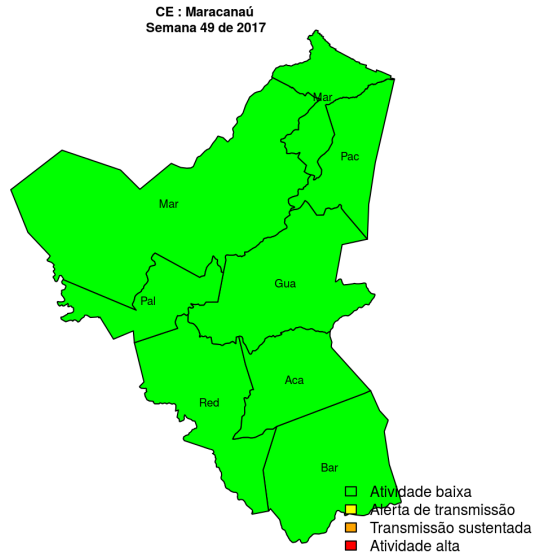 CE : Maracanaú
Semana 49 de 2017
Mar
Pac
Mar
Gua
Pal
Aca
Red
Bar
Atividade baixa
Alerta de transmissão
Transmissão sustentada
Atividade alta